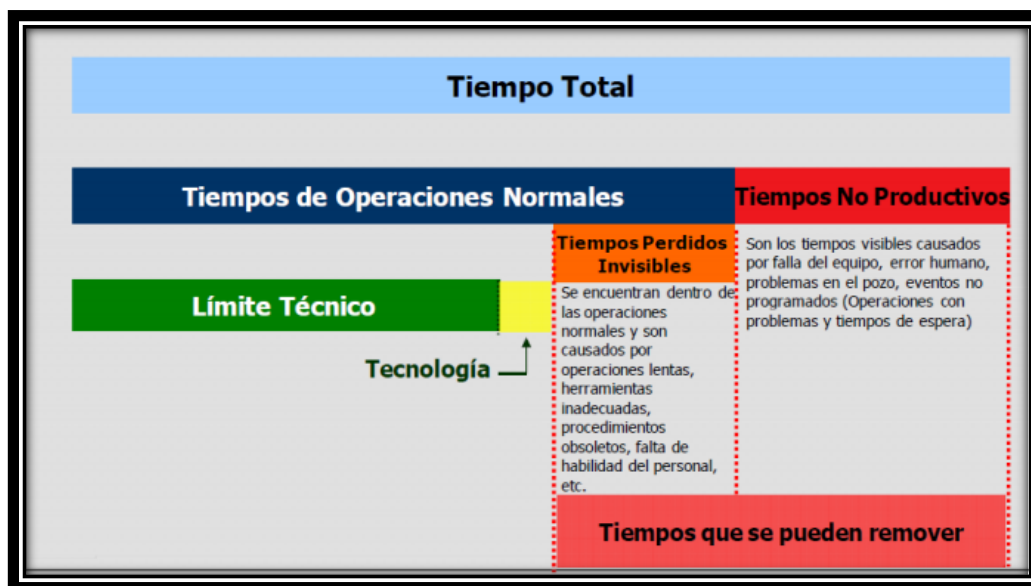 Tiempo Total
Tiempos de Operaciones Normales
Tiempos No Productivos
Tiempos Perdidos
Invisibles
Se encuentran dentro de
las operaciones
normales y son
causados por
operaciones lentas,
herramientas
inadecuadas,
procedimientos
obsoletos, falta de
habilidad del personal,
etc.
Son los tiempos visibles causados
por falla del equipo, error humano,
problemas en el pozo, eventos no
programados (Operaciones con
problemas y tiempos de espera)
Límite Técnico
Tecnología
Tiempos que se pueden remover